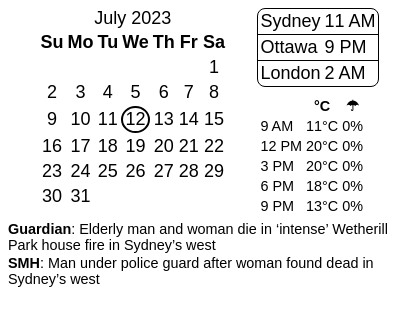 July 2023
Su Mo Tu We Th Fr Sa
1
2 3 4 5 6 7 8
9 10 11 12 13 14 15
16 17 18 19 20 21 22
23 24 25 26 27 28 29
30 31
Sydney 11 AM
Ottawa 9 PM
London 2 AM
°C ☂
9 AM 11°C 0%
12 PM 20°C 0%
3 PM 20°C 0%
6 PM 18°C 0%
9 PM 13°C 0%
Guardian: Elderly man and woman die in ‘intense’ Wetherill
Park house fire in Sydney’s west
SMH: Man under police guard after woman found dead in
Sydney’s west